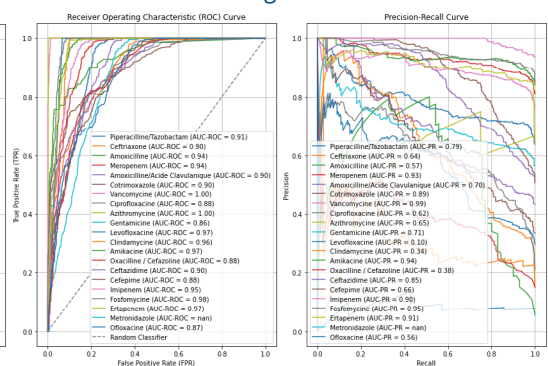 Receiver Operating Characteristic (ROC) Curve
1.0
0.8
0.6
0.4
0.2
0.0
True Positive Rate (TPR)
Piperacilline/Tazobactam (AUC-ROC = 0.91)
Ceftriaxone (AUC-ROC = 0.90)
Amoxicilline (AUC-ROC = 0.94)
Meropenem (AUC-ROC = 0.94)
Amoxicilline/Acide Clavulanique (AUC-ROC = 0.90)
Cotrimoxazole (AUC-ROC = 0.90)
Vancomycine (AUC-ROC = 1.00)
Ciprofloxacine (AUC-ROC = 0.88)
Azithromycine (AUC-ROC = 1.00)
Gentamicine (AUC-ROC = 0.86)
Levofloxacine (AUC-ROC = 0.97)
Clindamycine (AUC-ROC = 0.96)
Amikacine (AUC-ROC = 0.97)
Oxacilline / Cefazoline (AUC-ROC = 0.88)
Ceftazidime (AUC-ROC = 0.90)
Cefepime (AUC-ROC = 0.88)
Imipenem (AUC-ROC = 0.95)
Fosfomycine (AUC-ROC = 0.98)
Ertapenem (AUC-ROC = 0.97)
Metronidazole (AUC-ROC = nan)
Ofloxacine (AUC-ROC = 0.87)
Random Classifier
0.0 0.2 0.4 0.6 0.8 1.0
False Positive Rate (FPR)
Precision-Recall Curve
1.0
0.8
0.6
0.4
0.2
0.0
Precision
Piperacilline/Tazobactam (AUC-PR = 0.79)
Ceftriaxone (AUC-PR = 0.64)
Amoxicilline (AUC-PR = 0.57)
Meropenem (AUC-PR = 0.93)
Amoxicilline/Acide Clavulanique (AUC-PR = 0.70)
Cotrimoxazole (AUC-PR = 0.89)
Vancomycine (AUC-PR = 0.99)
Ciprofloxacine (AUC-PR = 0.62)
Azithromycine (AUC-PR = 0.65)
Gentamicine (AUC-PR = 0.71)
Levofloxacine (AUC-PR = 0.10)
Clindamycine (AUC-PR = 0.34)
Amikacine (AUC-PR = 0.94)
Oxacilline / Cefazoline (AUC-PR = 0.38)
Ceftazidime (AUC-PR = 0.85)
Cefepime (AUC-PR = 0.66)
Imipenem (AUC-PR = 0.90)
Fosfomycine (AUC-PR = 0.95)
Ertapenem (AUC-PR = 0.91)
Metronidazole (AUC-PR = nan)
Ofloxacine (AUC-PR = 0.56)
0.0 0.2 0.4 0.6 0.8 1.0
Recall